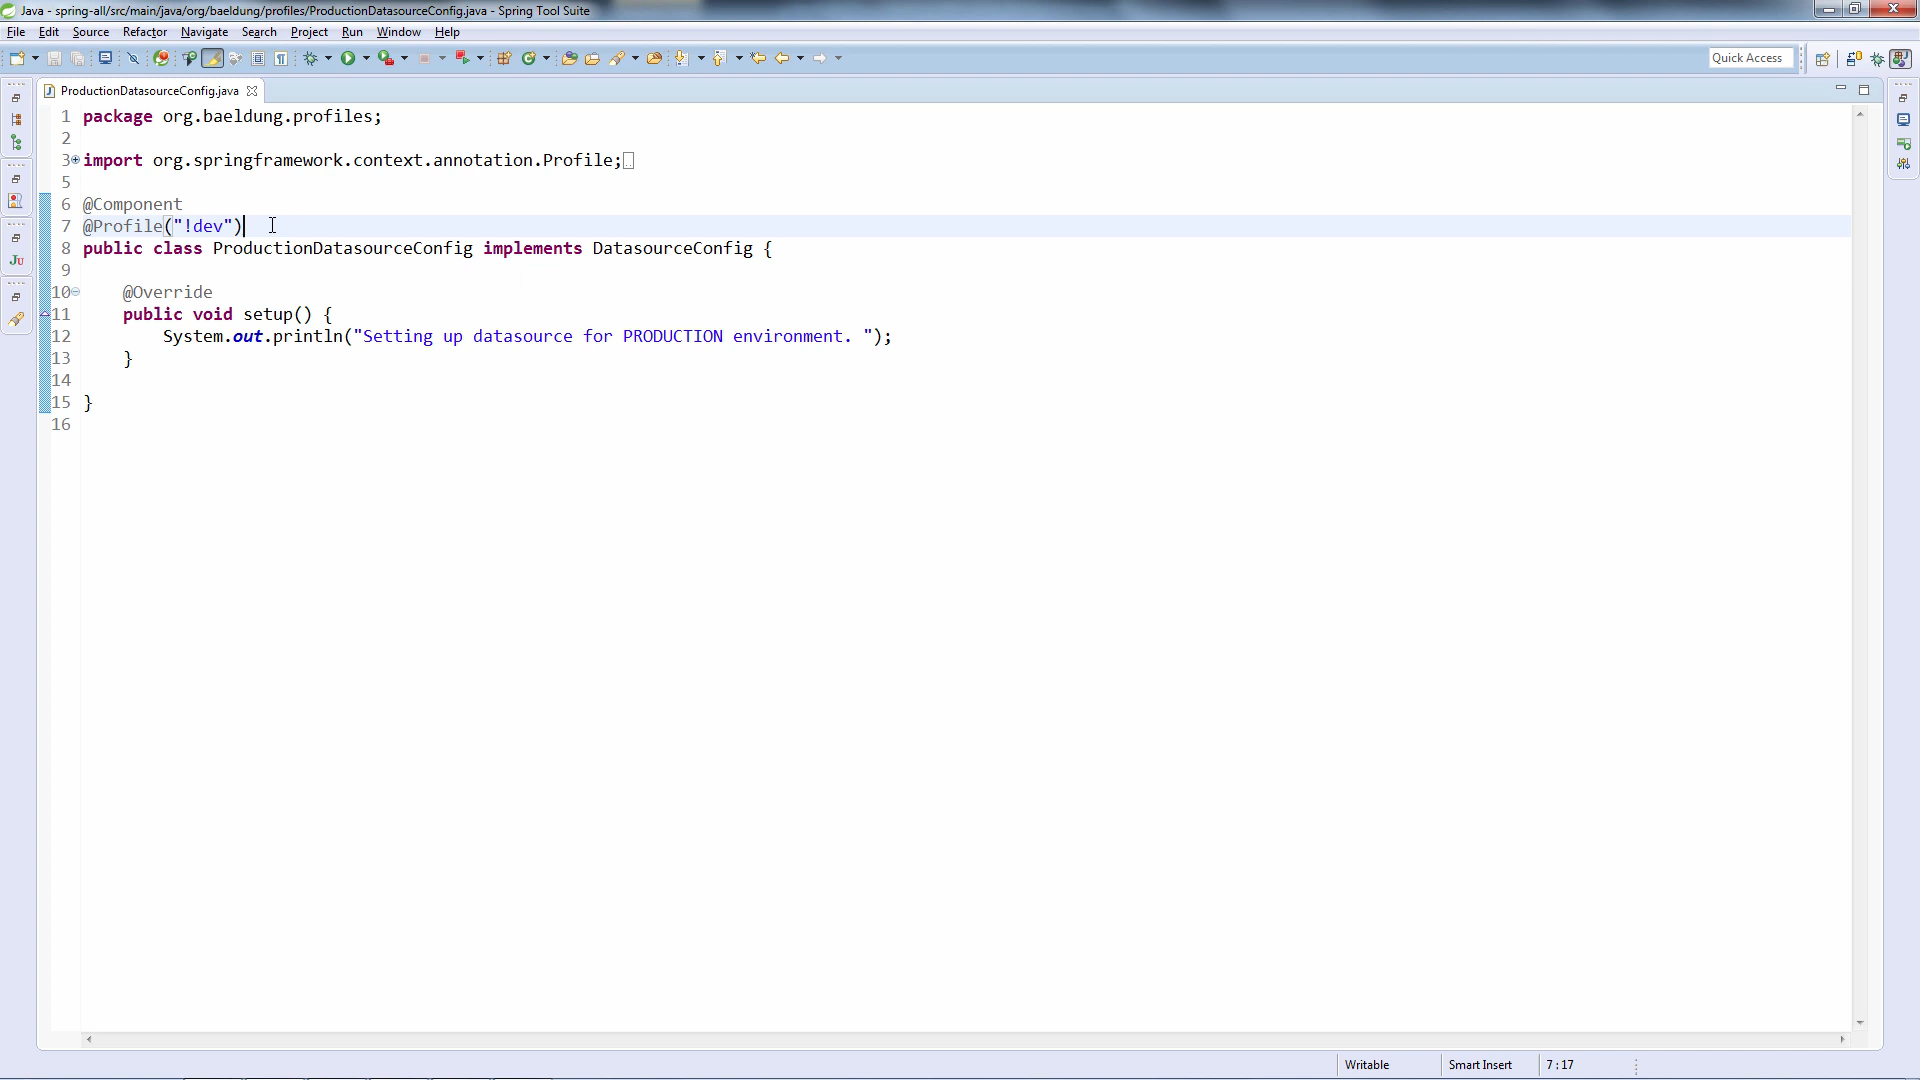 Java - spring-all/src/main/java/org/baeldung/profiles/ProductionDatasourceConfig.java - Spring Tool Suite
File Edit Source Refactor Navigate Search Project Run Window Help
Quick Access
ProductionDatasourceConfig.java
1 package org.baeldung.profiles;
2
3 import org.springframework.context.annotation.Profile;
5
6 @Component
7 @Profile("!dev")
8 public class ProductionDatasourceConfig implements DatasourceConfig {
9
10 @Override
11 public void setup() {
12 System.out.println("Setting up datasource for PRODUCTION environment. ");
13 }
14
15 }
16
Writable Smart Insert 7 : 17